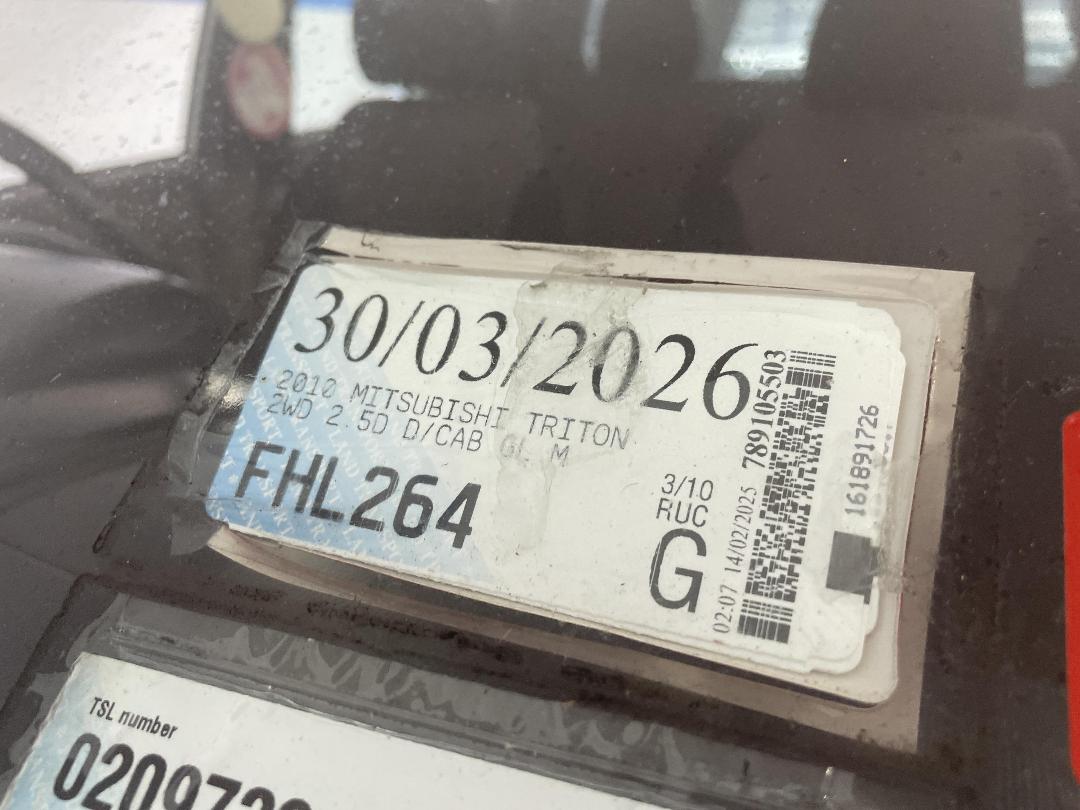 30/03/2026
2010 MITSUBISHI TRITON
2WD 2.5D D/CAB GL M
FHL264
3/10
RUC
G
02:07 14/02/2025 789105503
161891726
TSL number